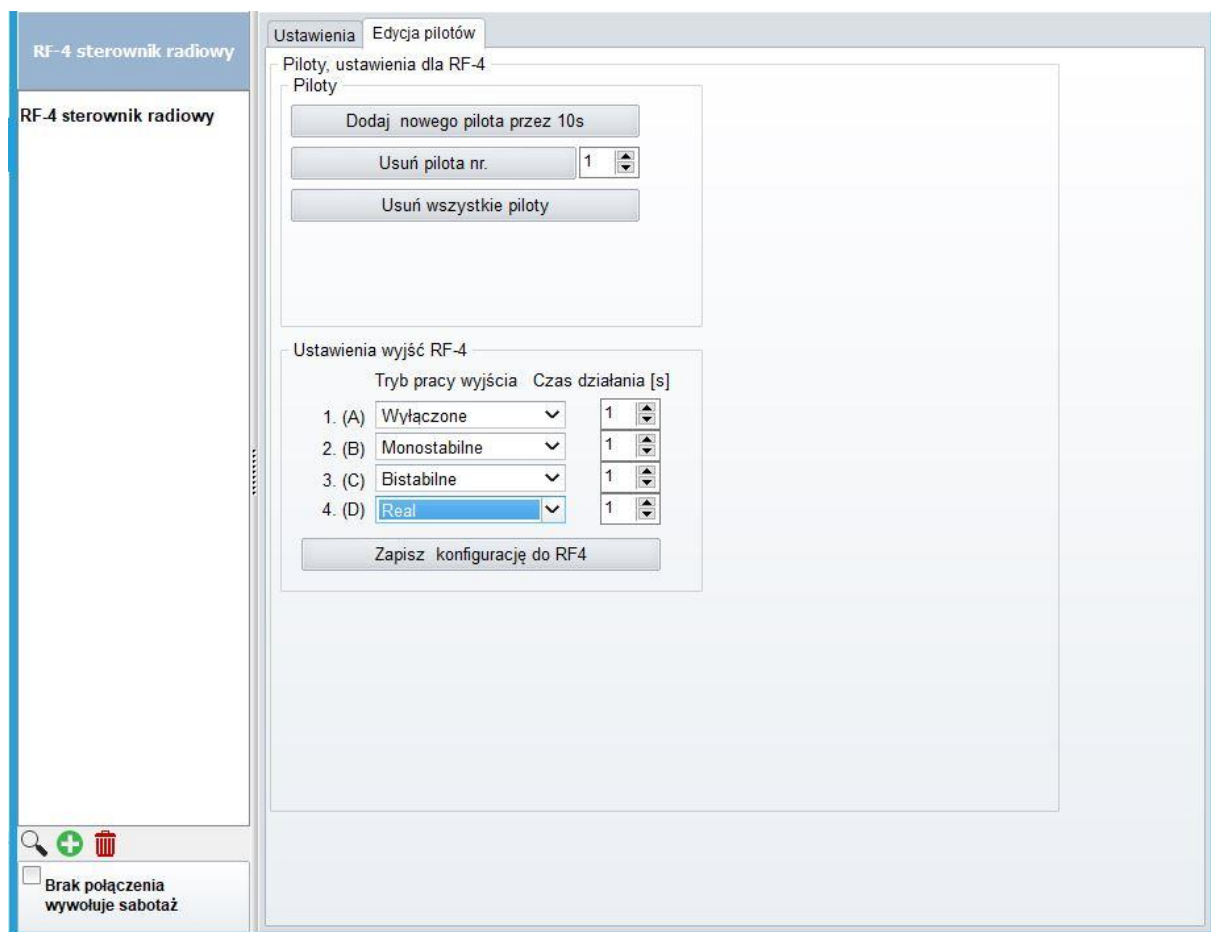 RF-4 sterownik radiowy
RF-4 sterownik radiowy
Brak połączenia
wywołuje sabotaż
Ustawienia Edycja pilotów
Piloty, ustawienia dla RF-4
Piloty
Dodaj nowego pilota przez 10s
Usuń pilota nr. 1
Usuń wszystkie piloty
Ustawienia wyjść RF-4
Tryb pracy wyjścia Czas działania [s]
1. (A) Wyłączone 1
2. (B) Monostabilne 1
3. (C) Bistabilne 1
4. (D) Real 1
Zapisz konfigurację do RF4